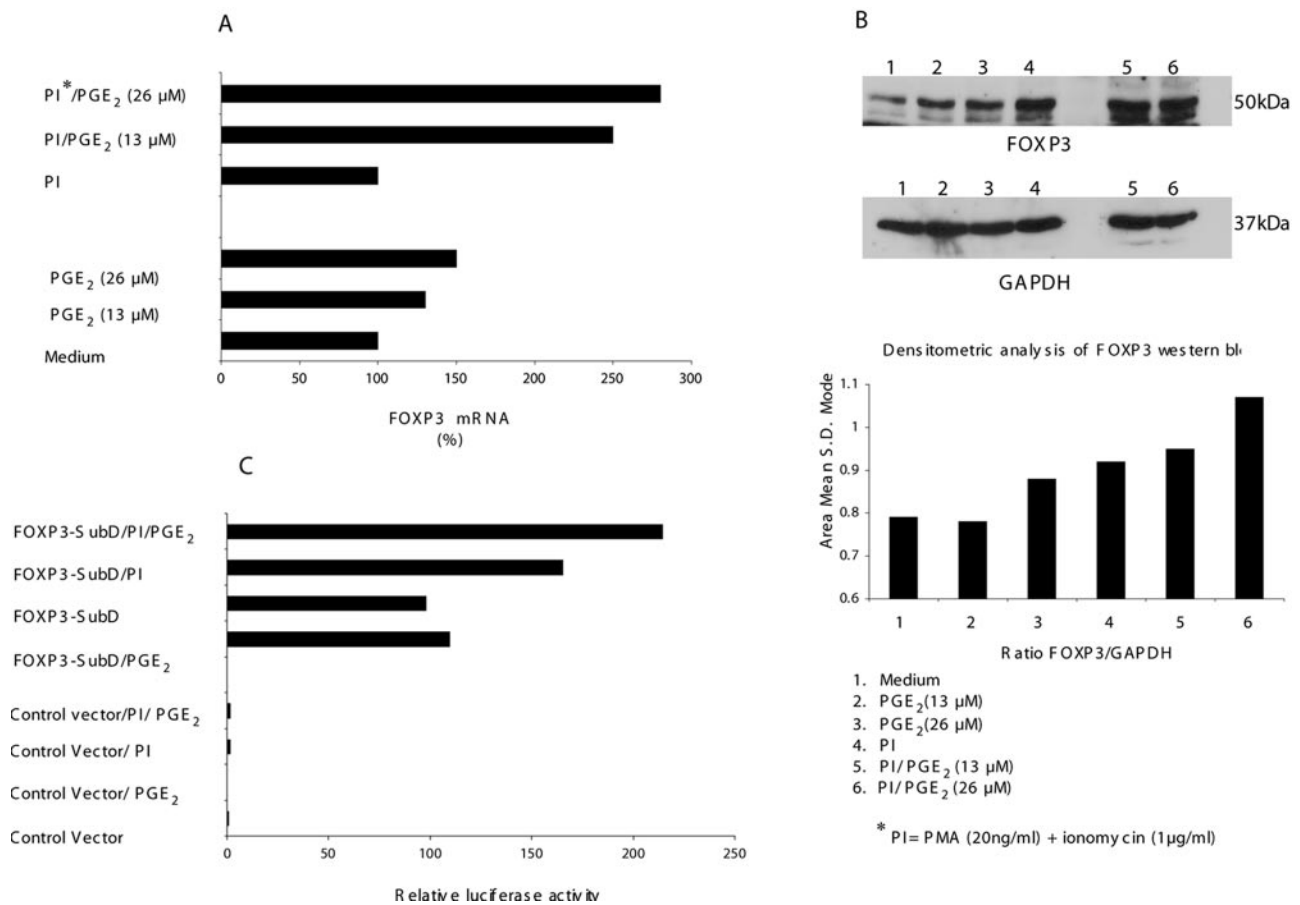 A
PI*/PGE₂ (26 µM)
PI/PGE₂ (13 µM)
PI
PGE₂ (26 µM)
PGE₂ (13 µM)
Medium
0 50 100 150 200 250 300
FOXP3 mRNA
(%)
B
1 2 3 4 5 6
50kDa
FOXP3
1 2 3 4 5 6
37kDa
GAPDH
Densitometric analysis of FOXP3 western blo
Area Mean S.D. Mode
1.1
1
0.9
0.8
0.7
0.6
1 2 3 4 5 6
Ratio FOXP3/GAPDH
1. Medium
2. PGE₂(13 µM)
3. PGE₂(26 µM)
4. PI
5. PI/PGE₂ (13 µM)
6. PI/PGE₂ (26 µM)
* PI= PMA (20ng/ml) + ionomycin (1µg/ml)
C
FOXP3-SubD/PI/PGE₂
FOXP3-SubD/PI
FOXP3-SubD
FOXP3-SubD/PGE₂
Control vector/PI/ PGE₂
Control Vector/ PI
Control Vector/ PGE₂
Control Vector
0 50 100 150 200 250
Relative luciferase activity